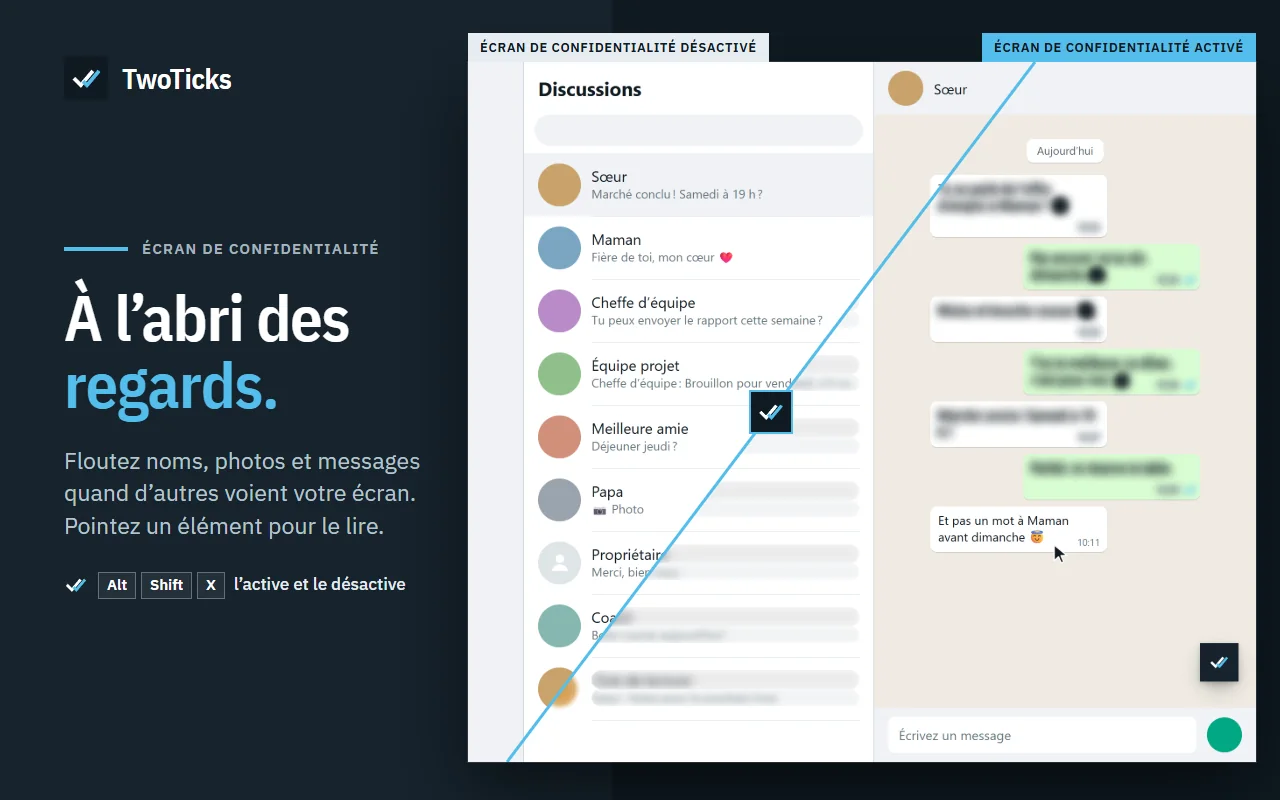 TwoTicks
ÉCRAN DE CONFIDENTIALITÉ
À l’abri des
regards.
Floutez noms, photos et messages
quand d’autres voient votre écran.
Pointez un élément pour le lire.
Alt Shift X l’active et le désactive
ÉCRAN DE CONFIDENTIALITÉ DÉSACTIVÉ
ÉCRAN DE CONFIDENTIALITÉ ACTIVÉ
Discussions
Sœur
Marché conclu ! Samedi à 19 h ?
Maman
Fière de toi, mon cœur 💔
Cheffe d’équipe
Tu peux envoyer le rapport cette semaine ?
Équipe projet
Cheffe d’équipe : Brouillon pour
Meilleure amie
Déjeuner jeudi ?
Papa
📷 Photo
Propriétaire
Merci,
Sœur
Aujourd’hui
Et pas un mot à Maman
avant dimanche 😇
10:11
Écrivez un message